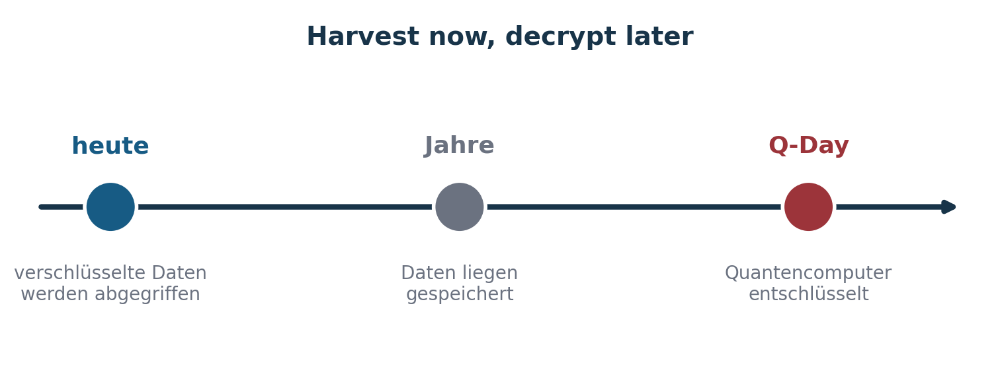 Harvest now, decrypt later
heute
Jahre
Q-Day
verschlüsselte Daten
werden abgegriffen
Daten liegen
gespeichert
Quantencomputer
entschlüsselt